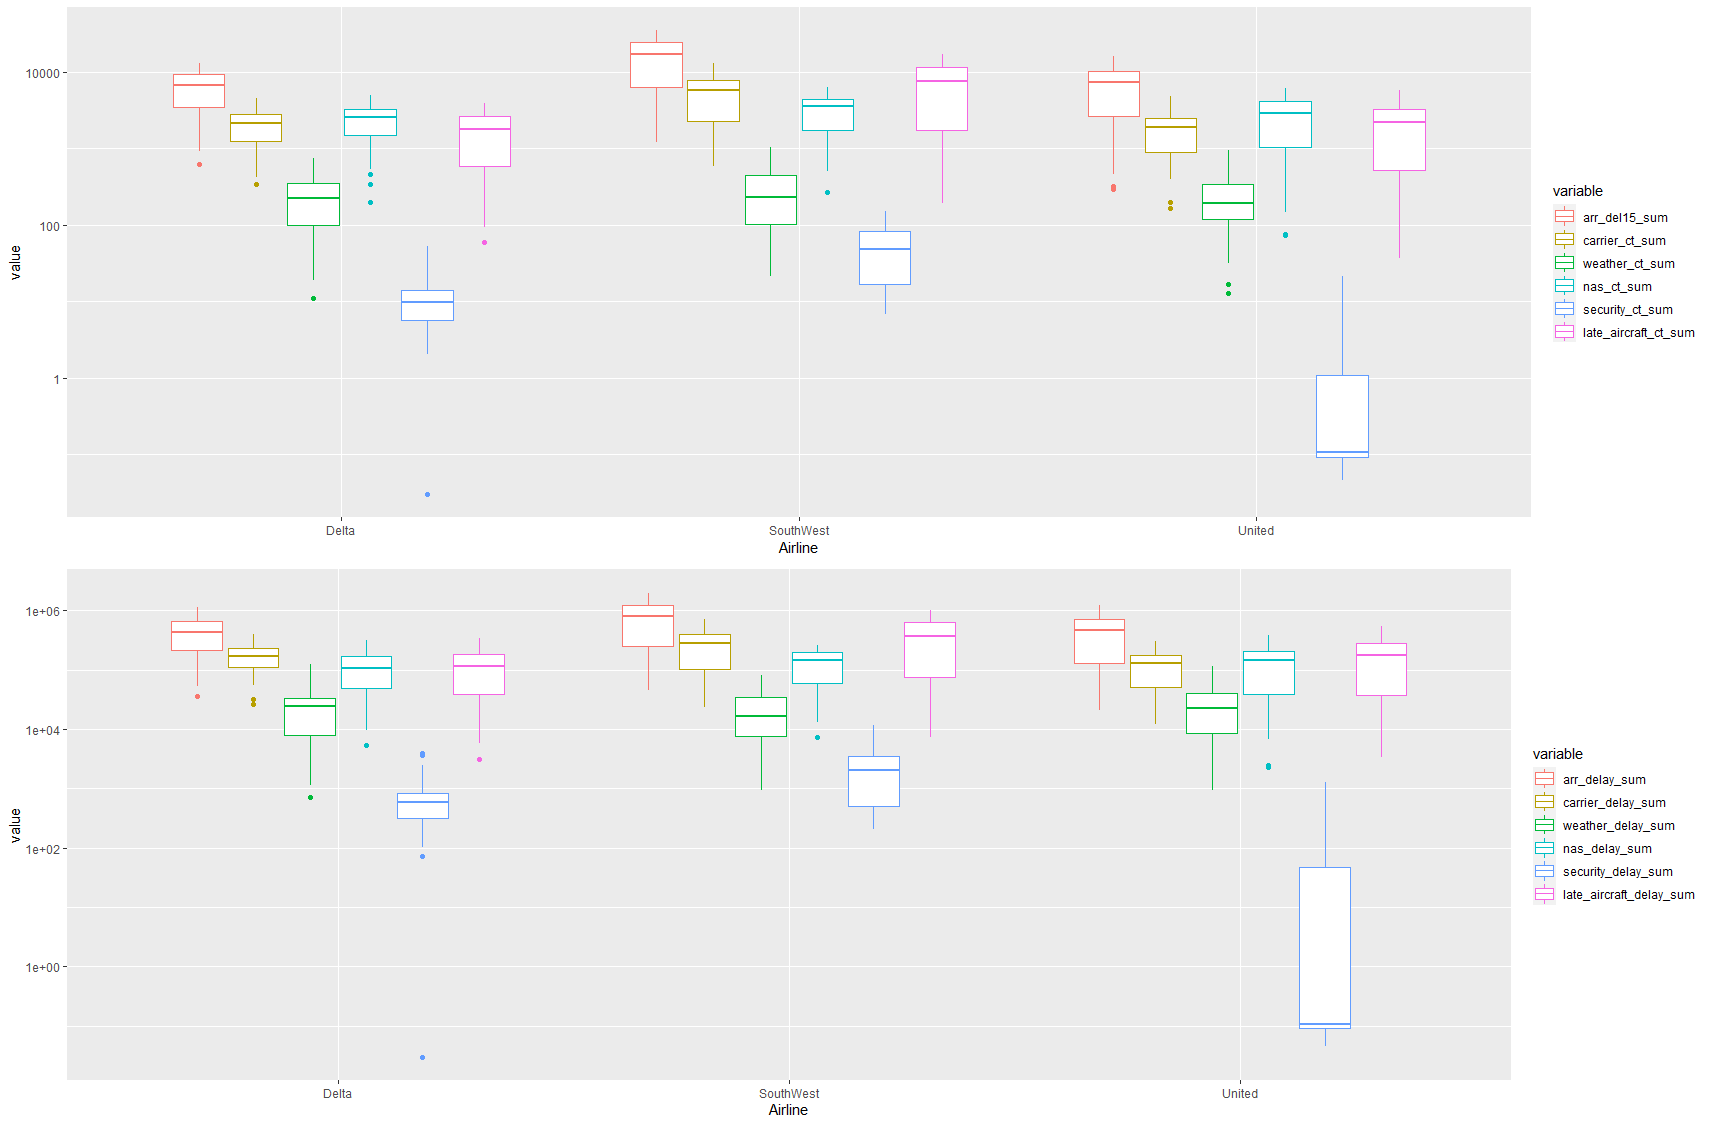 10000
100
1
value
Delta
SouthWest
United
Airline
variable
arr_del15_sum
carrier_ct_sum
weather_ct_sum
nas_ct_sum
security_ct_sum
late_aircraft_ct_sum
1e+06
1e+04
1e+02
1e+00
value
Delta
SouthWest
United
Airline
variable
arr_delay_sum
carrier_delay_sum
weather_delay_sum
nas_delay_sum
security_delay_sum
late_aircraft_delay_sum